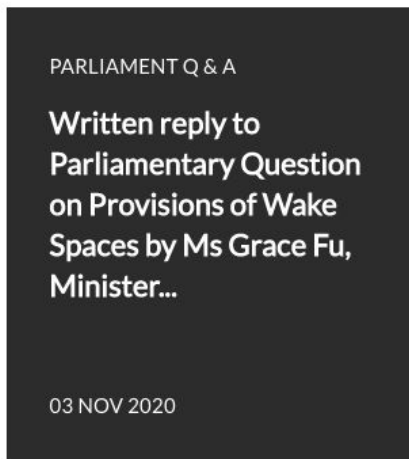 PARLIAMENT Q & A
Written reply to
Parliamentary Question
on Provisions of Wake
Spaces by Ms Grace Fu,
Minister...
03 NOV 2020